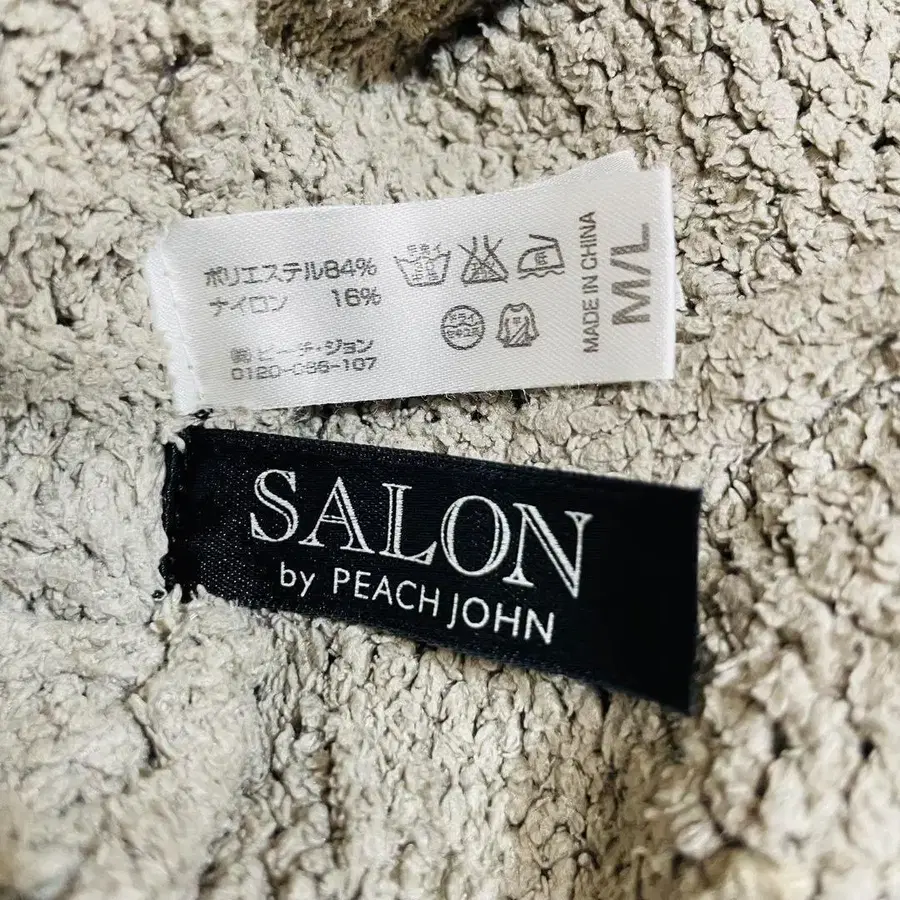 ポリエステル84%
ナイロン 16%
㈱ピーチ・ジョン
0120-066-107
MADE IN CHINA
M/L
SALON
by PEACH JOHN